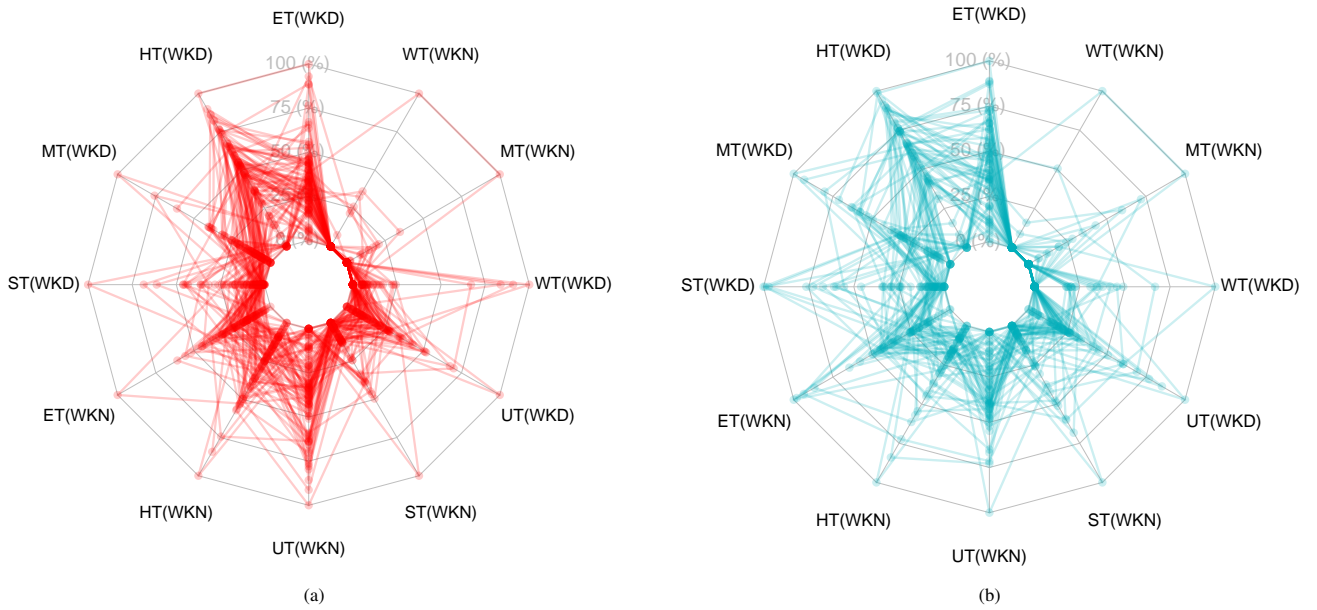 ET(WKD)
HT(WKD)
WT(WKN)
100 (%)
75 (%)
MT(WKD)
50 (%)
MT(WKN)
ST(WKD)
WT(WKD)
ET(WKN)
UT(WKD)
HT(WKN)
ST(WKN)
UT(WKN)
(a)
ET(WKD)
HT(WKD)
WT(WKN)
100 (%)
75 (%)
MT(WKD)
50 (%)
MT(WKN)
25 (%)
0 (%)
ST(WKD)
WT(WKD)
ET(WKN)
UT(WKD)
HT(WKN)
ST(WKN)
UT(WKN)
(b)